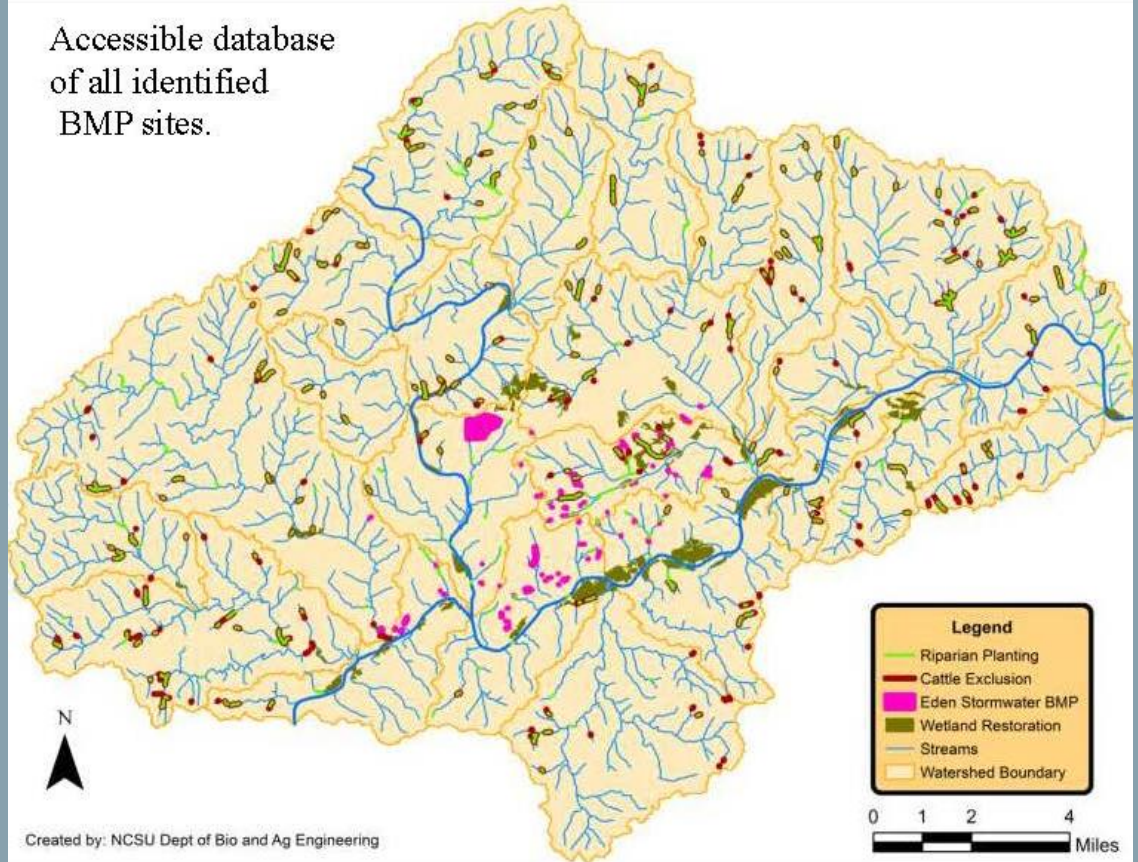 Accessible database
of all identified
BMP sites.
N
Created by: NCSU Dept of Bio and Ag Engineering
Legend
Riparian Planting
Cattle Exclusion
Eden Stormwater BMP
Wetland Restoration
Streams
Watershed Boundary
0 1 2 4
Miles